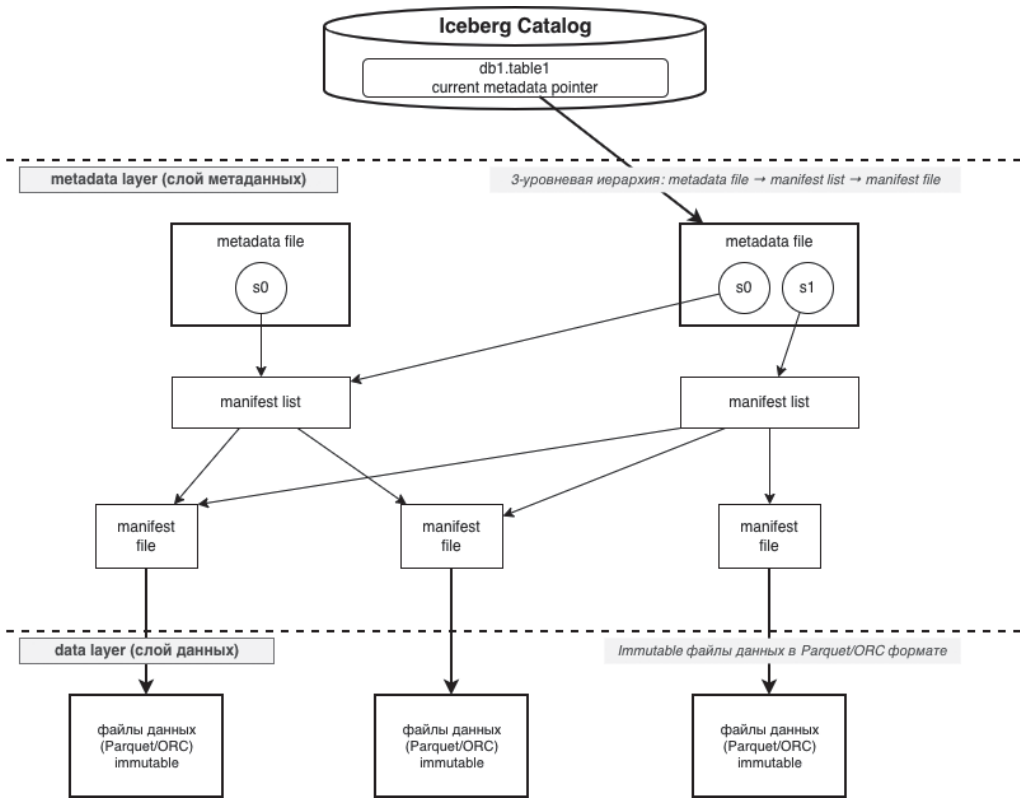 Iceberg Catalog
db1.table1
current metadata pointer
metadata layer (слой метаданных)
3-уровневая иерархия: metadata file → manifest list → manifest file
metadata file
s0
metadata file
s0
s1
manifest list
manifest list
manifest
file
manifest
file
manifest
file
data layer (слой данных)
Immutable файлы данных в Parquet/ORC формате
файлы данных
(Parquet/ORC)
immutable
файлы данных
(Parquet/ORC)
immutable
файлы данных
(Parquet/ORC)
immutable